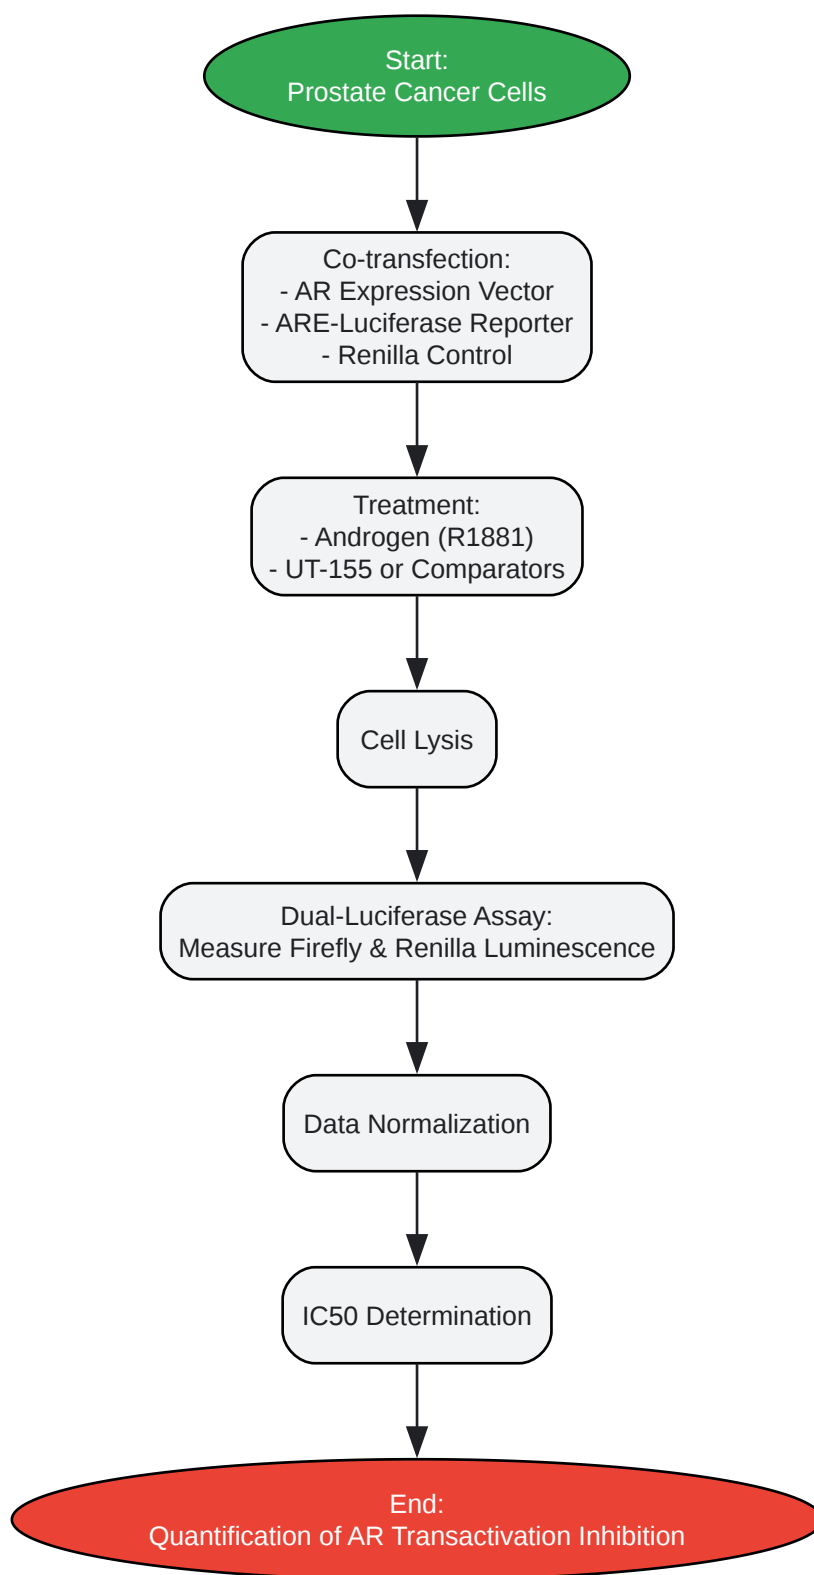 Start:
Prostate Cancer Cells
Co-transfection:
- AR Expression Vector
- ARE-Luciferase Reporter
- Renilla Control
Treatment:
- Androgen (R1881)
- UT-155 or Comparators
Cell Lysis
Dual-Luciferase Assay:
Measure Firefly & Renilla Luminescence
Data Normalization
IC50 Determination
End:
Quantification of AR Transactivation Inhibition